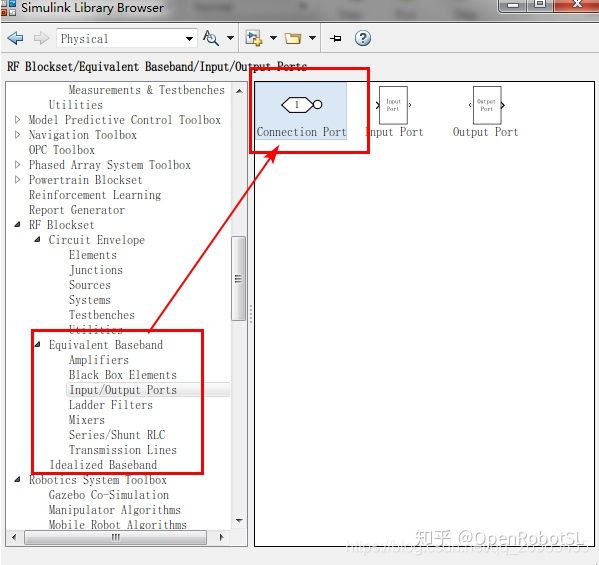 Simulink Library Browser
Physical
RF Blockset/Equivalent Baseband/Input/Output Ports
Measurements & Testbenches
Utilities
Model Predictive Control Toolbox
Navigation Toolbox
OPC Toolbox
Phased Array System Toolbox
Powertrain Blockset
Reinforcement Learning
Report Generator
RF Blockset
Circuit Envelope
Elements
Junctions
Sources
Systems
Testbenches
Utilities
Equivalent Baseband
Amplifiers
Black Box Elements
Input/Output Ports
Ladder Filters
Mixers
Series/Shunt RLC
Transmission Lines
Idealized Baseband
Robotics System Toolbox
Gazebo Co-Simulation
Manipulator Algorithms
Mobile Robot Algorithms
1
Connection Port
Input Port
Input Port
Output Port
Output Port
知乎 @OpenRobotSL